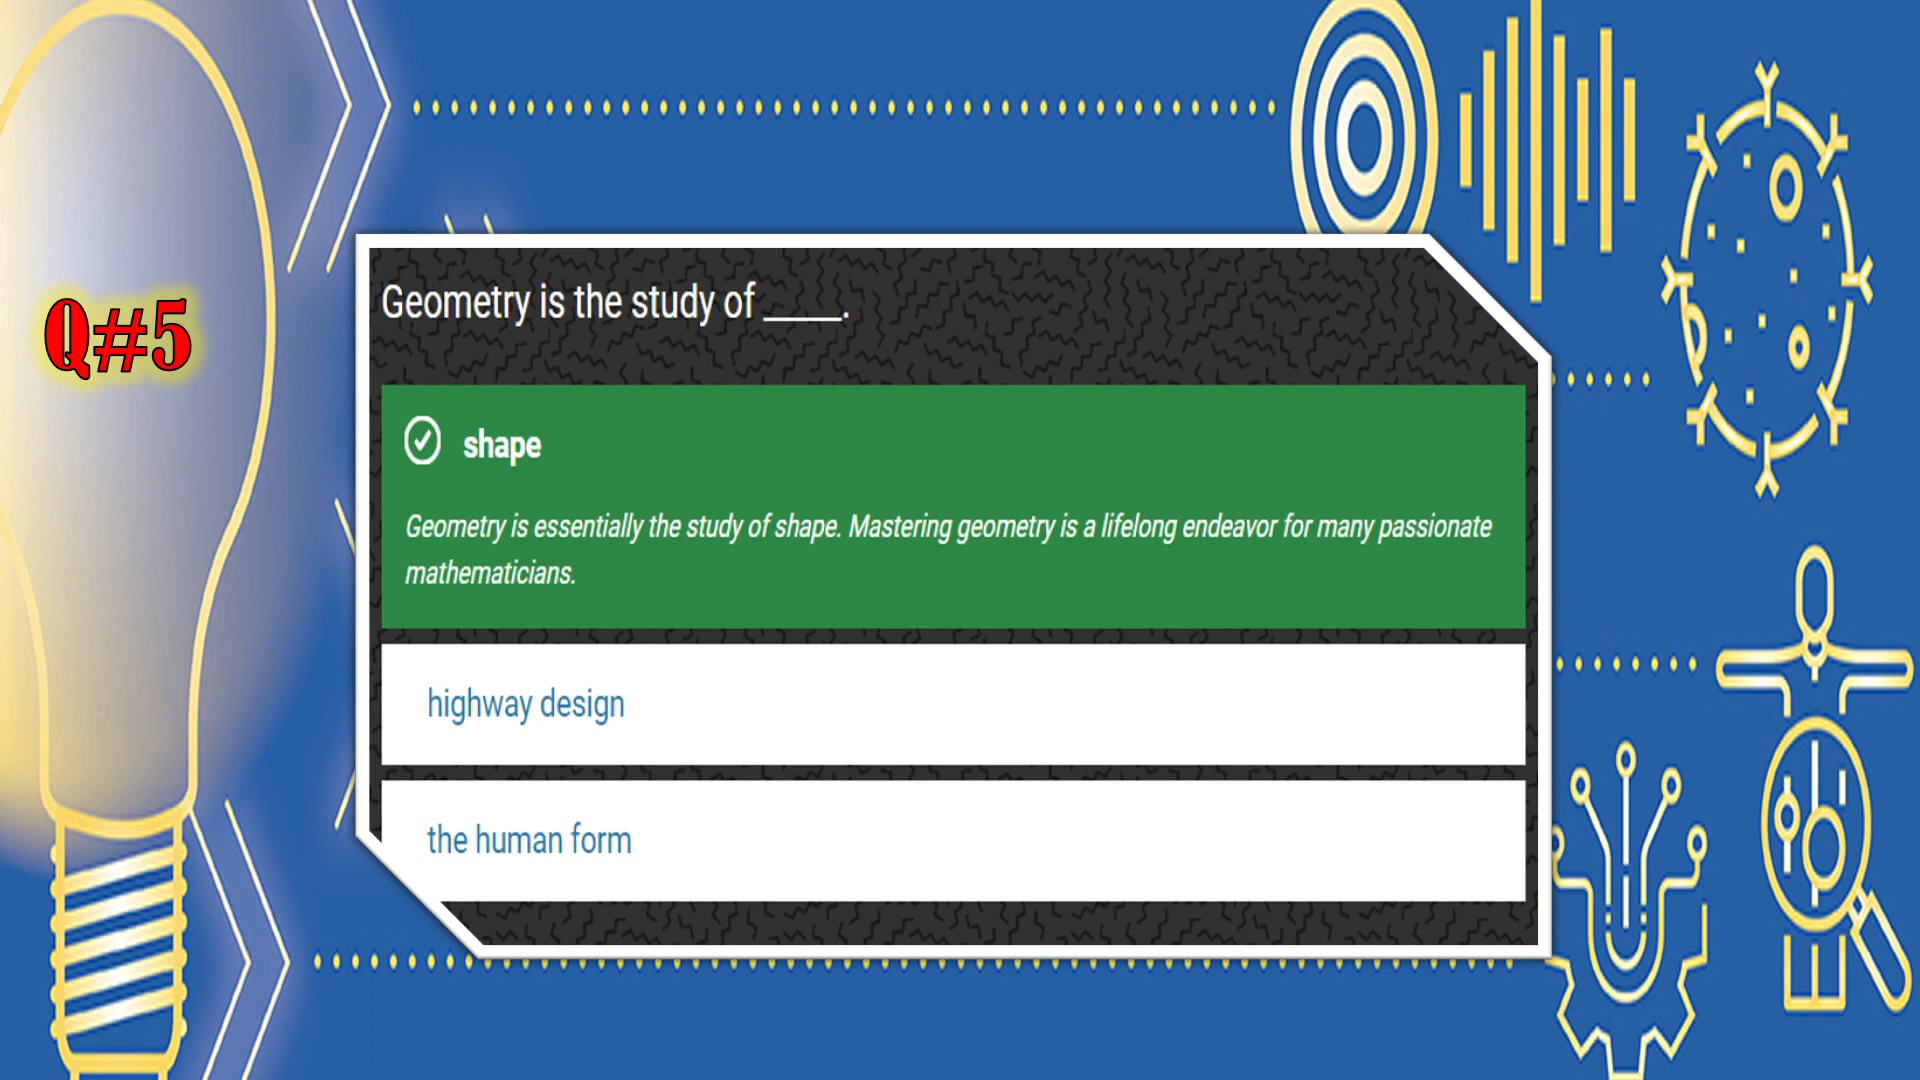 Q#5
Geometry is the study of _____.
shape
Geometry is essentially the study of shape. Mastering geometry is a lifelong endeavor for many passionate
mathematicians.
highway design
the human form